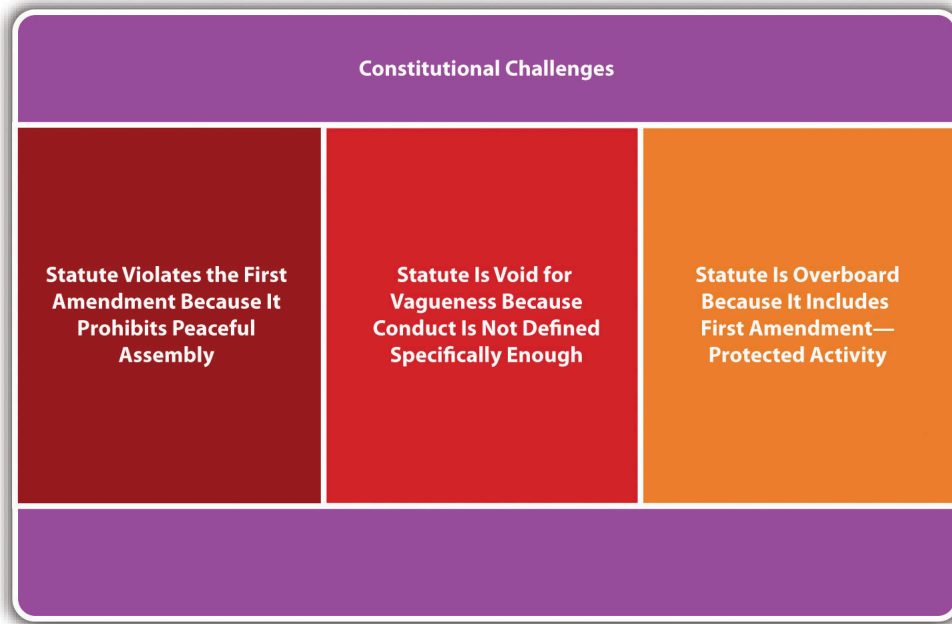 Constitutional Challenges
Statute Violates the First
Amendment Because It
Prohibits Peaceful
Assembly
Statute Is Void for
Vagueness Because
Conduct Is Not Defined
Specifically Enough
Statute Is Overboard
Because It Includes
First Amendment—
Protected Activity